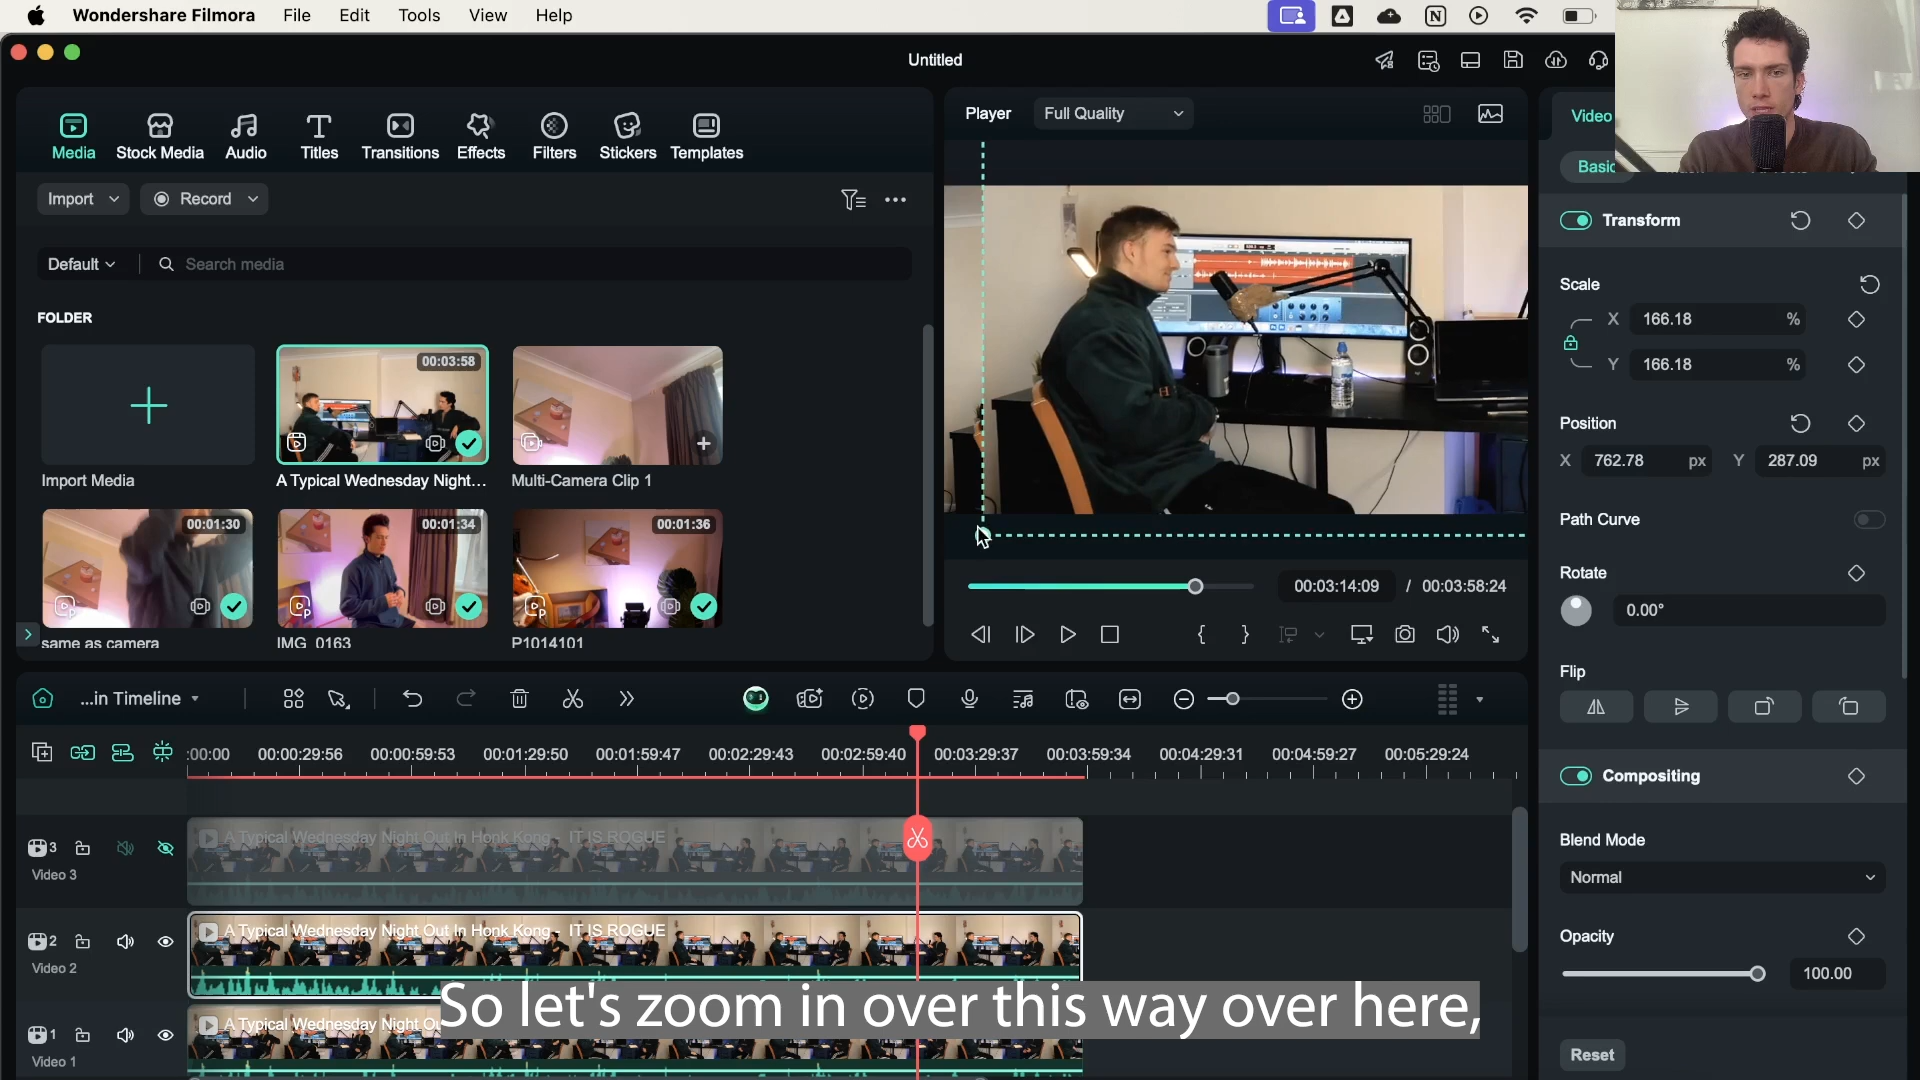 Wondershare Filmora File Edit Tools View Help
Untitled
Media Stock Media Audio Titles Transitions Effects Filters Stickers Templates
Import Record
Default Search media
FOLDER
00:03:58
Import Media A Typical Wednesday Night... Multi-Camera Clip 1
00:01:30 00:01:34 00:01:36
same as camera IMG_0163 P1014101
Player Full Quality
00:03:14:09 / 00:03:58:24
Video
Basic
Transform
Scale
X 166.18 %
Y 166.18 %
Position
X 762.78 px Y 287.09 px
Path Curve
Rotate
0.00°
Flip
Compositing
Blend Mode
Normal
Opacity
100.00
Reset
...in Timeline
:00:00 00:00:29:56 00:00:59:53 00:01:29:50 00:01:59:47 00:02:29:43 00:02:59:40 00:03:29:37 00:03:59:34 00:04:29:31 00:04:59:27 00:05:29:24
A Typical Wednesday Night Out In Honk Kong - IT IS ROGUE
3
Video 3
A Typical Wednesday Night Out In Honk Kong - IT IS ROGUE
2
Video 2
A Typical Wednesday Night Ou
1
Video 1
So let's zoom in over this way over here,